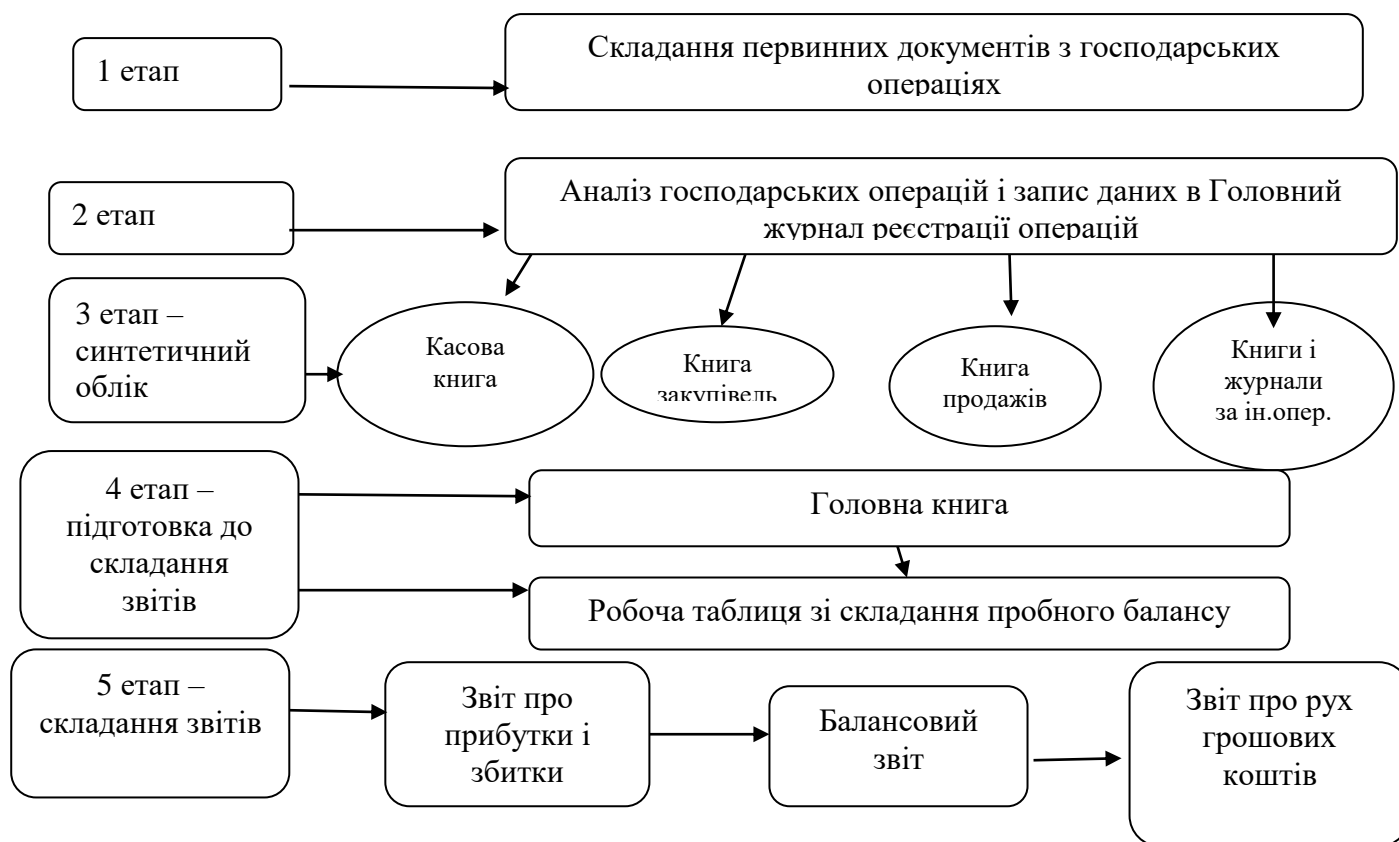 1 етап
Складання первинних документів з господарських
операціях
2 етап
Аналіз господарських операцій і запис даних в Головний
журнал реєстрації операцій
3 етап –
синтетичний
облік
Касова
книга
Книга
закупівель
Книга
продажів
Книги і
журнали
за ін.опер.
4 етап –
підготовка до
складання
звітів
Головна книга
Робоча таблиця зі складання пробного балансу
5 етап –
складання звітів
Звіт про
прибутки і
збитки
Балансовий
звіт
Звіт про рух
грошових
коштів